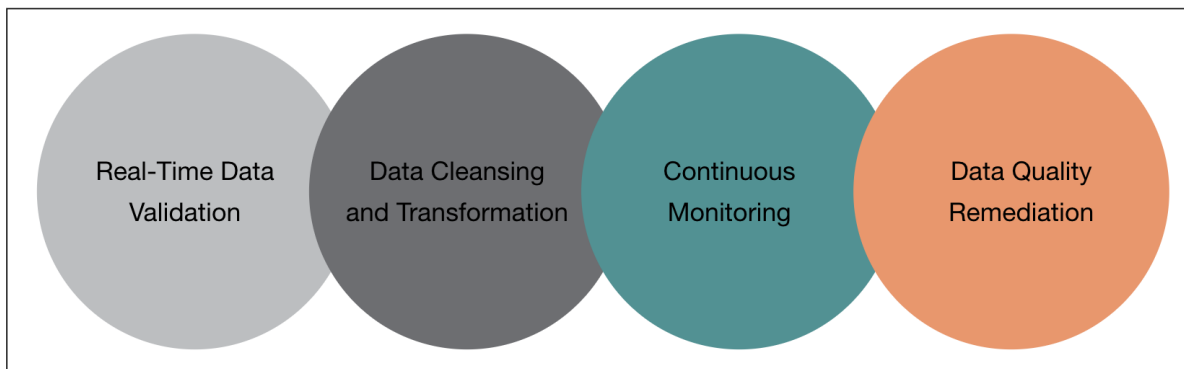 Real-Time Data
Validation
Data Cleansing
and Transformation
Continuous
Monitoring
Data Quality
Remediation